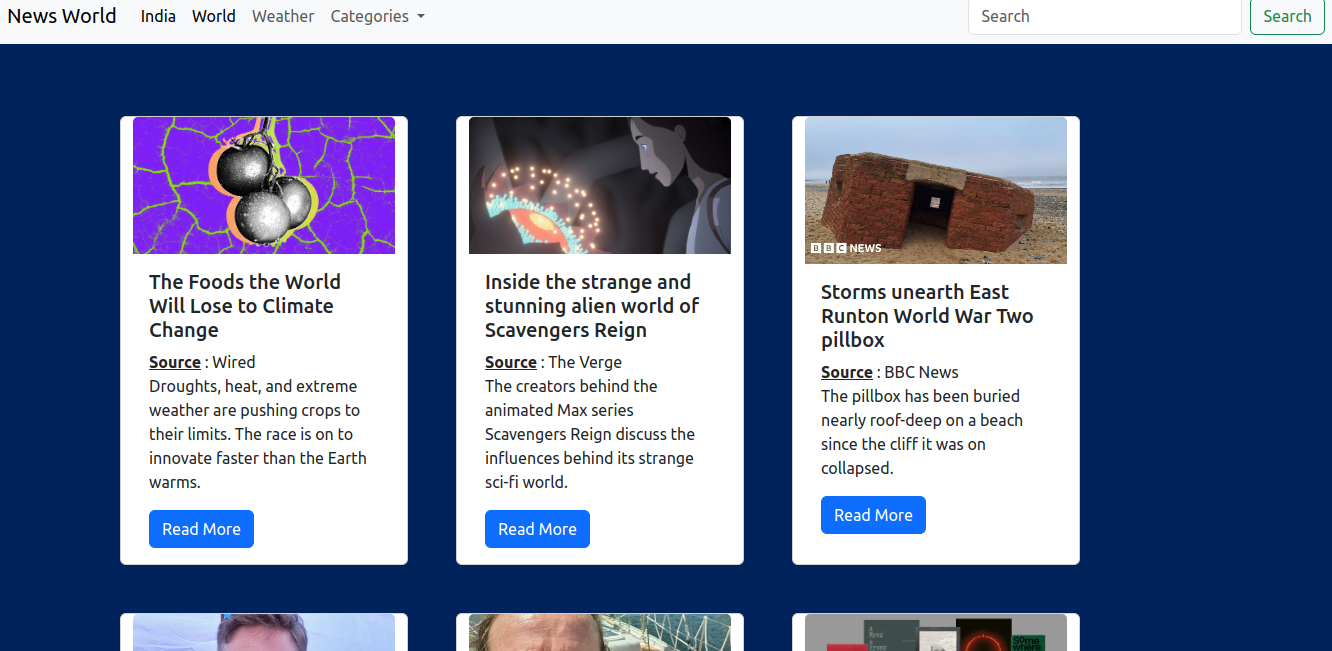 News World India World Weather Categories Search Search
The Foods the World
Will Lose to Climate
Change
Source : Wired
Droughts, heat, and extreme
weather are pushing crops to
their limits. The race is on to
innovate faster than the Earth
warms.
Read More
Inside the strange and
stunning alien world of
Scavengers Reign
Source : The Verge
The creators behind the
animated Max series
Scavengers Reign discuss the
influences behind its strange
sci-fi world.
Read More
BBC NEWS
Storms unearth East
Runton World War Two
pillbox
Source : BBC News
The pillbox has been buried
nearly roof-deep on a beach
since the cliff it was on
collapsed.
Read More